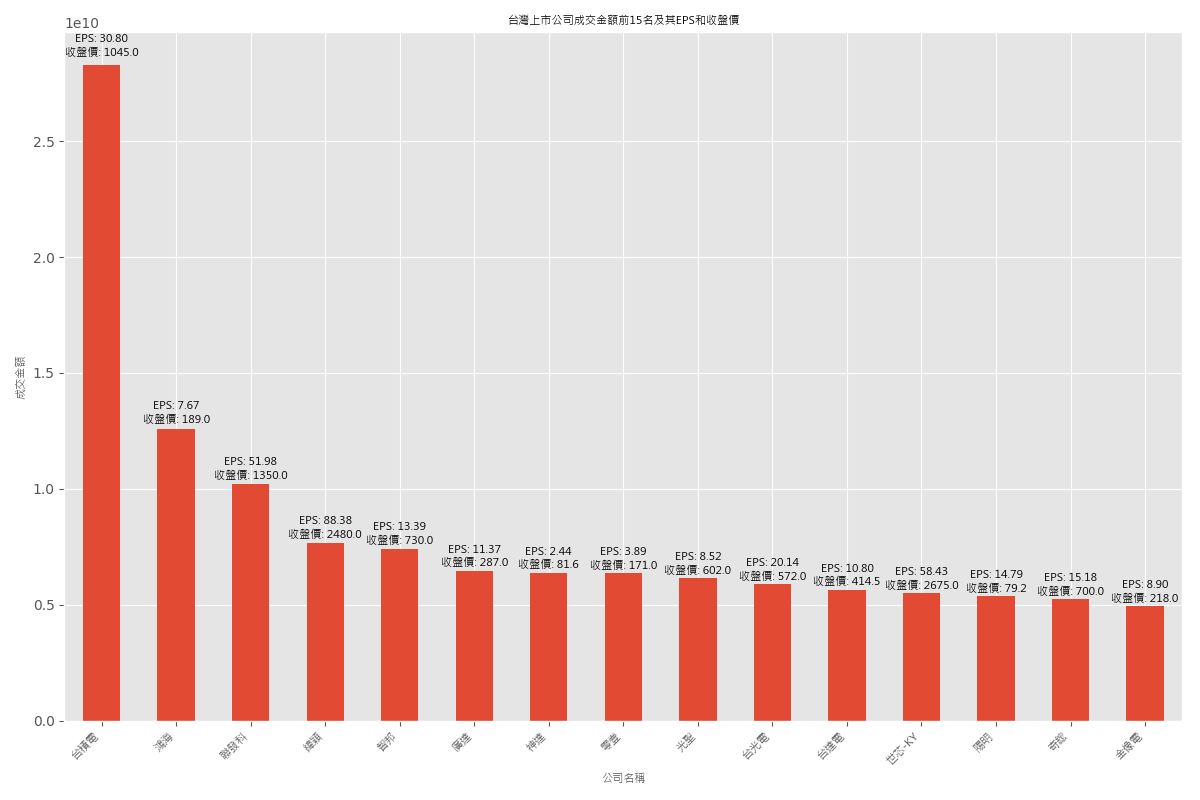 台灣上市公司成交金額前15名及其EPS和收盤價
1e10
EPS: 30.80
收盤價: 1045.0
EPS: 7.67
收盤價: 189.0
EPS: 51.98
收盤價: 1350.0
EPS: 88.38
收盤價: 2480.0
EPS: 13.39
收盤價: 730.0
EPS: 11.37
收盤價: 287.0
EPS: 2.44
收盤價: 81.6
EPS: 3.89
收盤價: 171.0
EPS: 8.52
收盤價: 602.0
EPS: 20.14
收盤價: 572.0
EPS: 10.80
收盤價: 414.5
EPS: 58.43
收盤價: 2675.0
EPS: 14.79
收盤價: 79.2
EPS: 15.18
收盤價: 700.0
EPS: 8.90
收盤價: 218.0
2.5
2.0
1.5
1.0
0.5
0.0
成交金額
台積電
鴻海
聯發科
緯穎
智邦
廣達
神達
零壹
光聖
台光電
台達電
世芯-KY
陽明
奇鋐
金像電
公司名稱